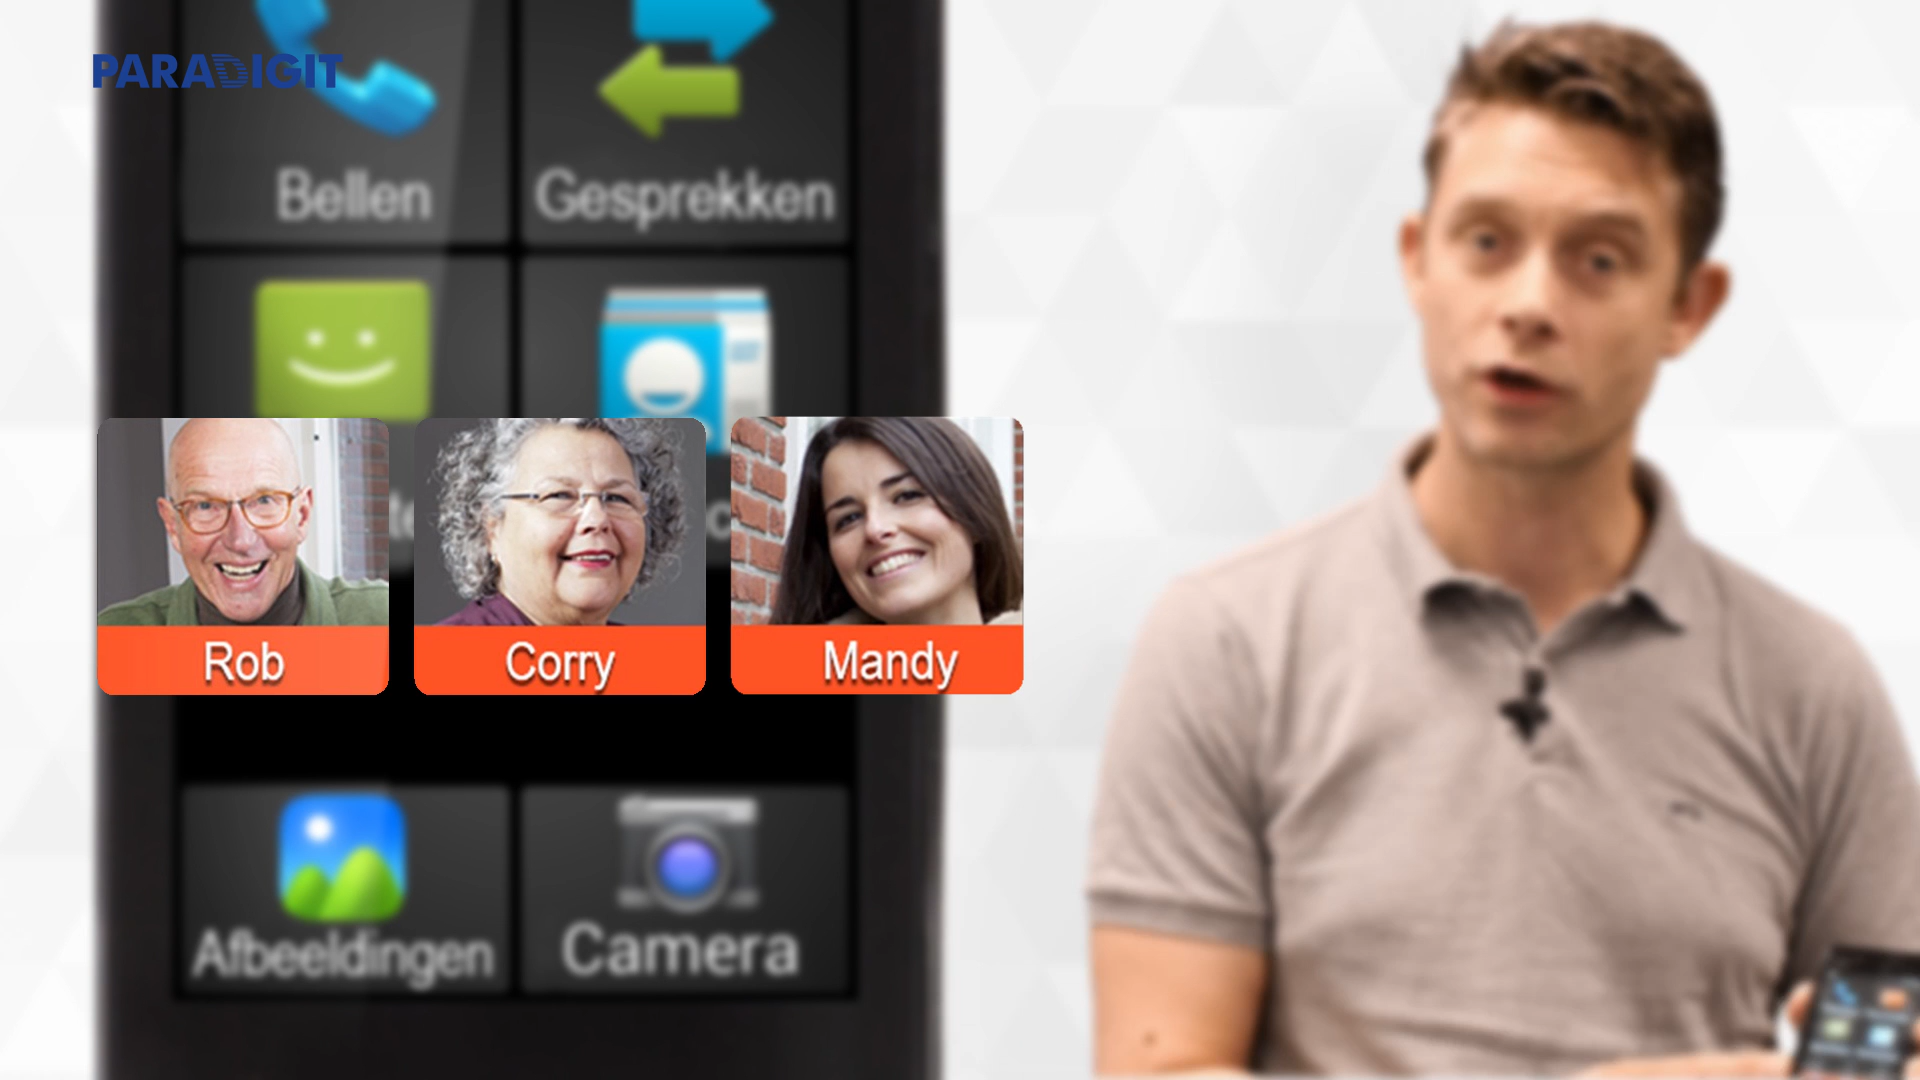 PARADIGIT
Bellen
Gesprekken
Rob
Corry
Mandy
Afbeeldingen
Camera